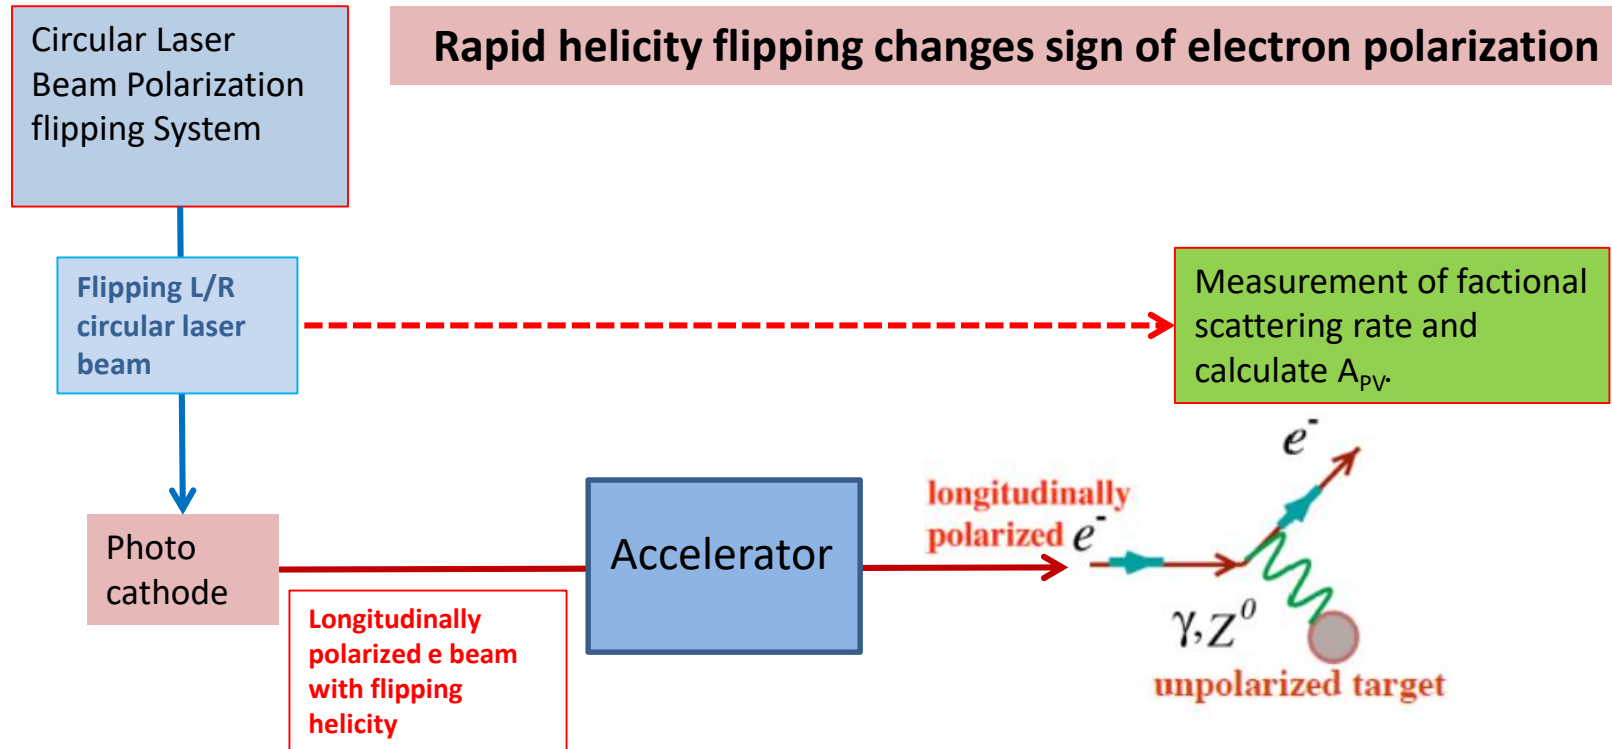 Circular Laser
Beam Polarization
flipping System
Rapid helicity flipping changes sign of electron polarization
Flipping L/R
circular laser
beam
Measurement of factional
scattering rate and
calculate A_PV.
Photo
cathode
Longitudinally
polarized e beam
with flipping
helicity
Accelerator
longitudinally
polarized e⁻
e⁻
γ, Z⁰
unpolarized target